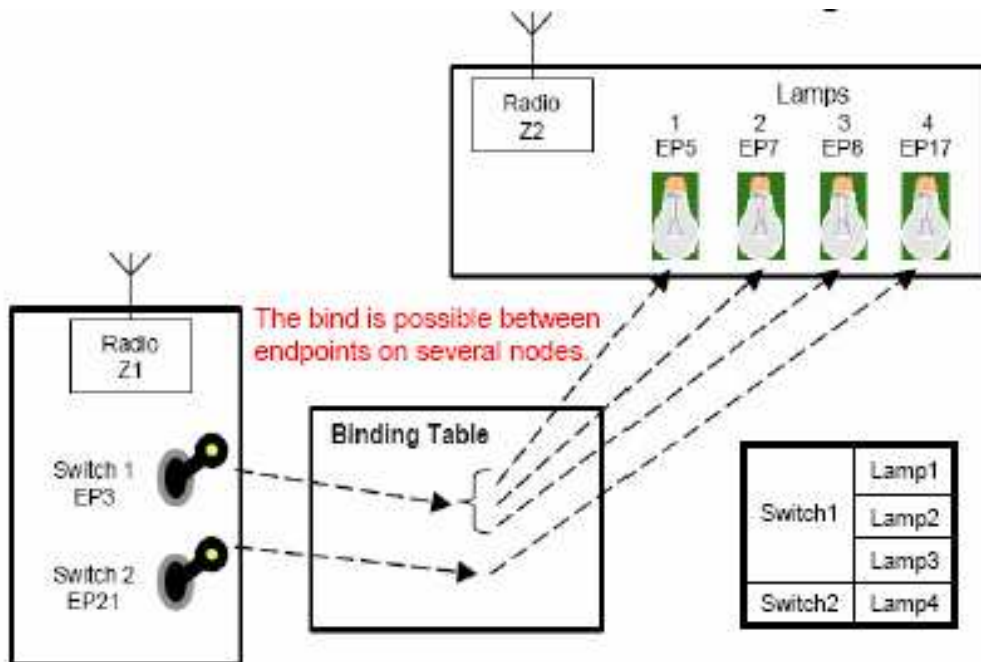 Radio
Z2
Lamps
1 2 3 4
EP5 EP7 EP8 EP17
Radio
Z1
The bind is possible between
endpoints on several nodes.
Switch 1
EP3
Switch 2
EP21
Binding Table
Switch1 Lamp1
Lamp2
Lamp3
Switch2 Lamp4